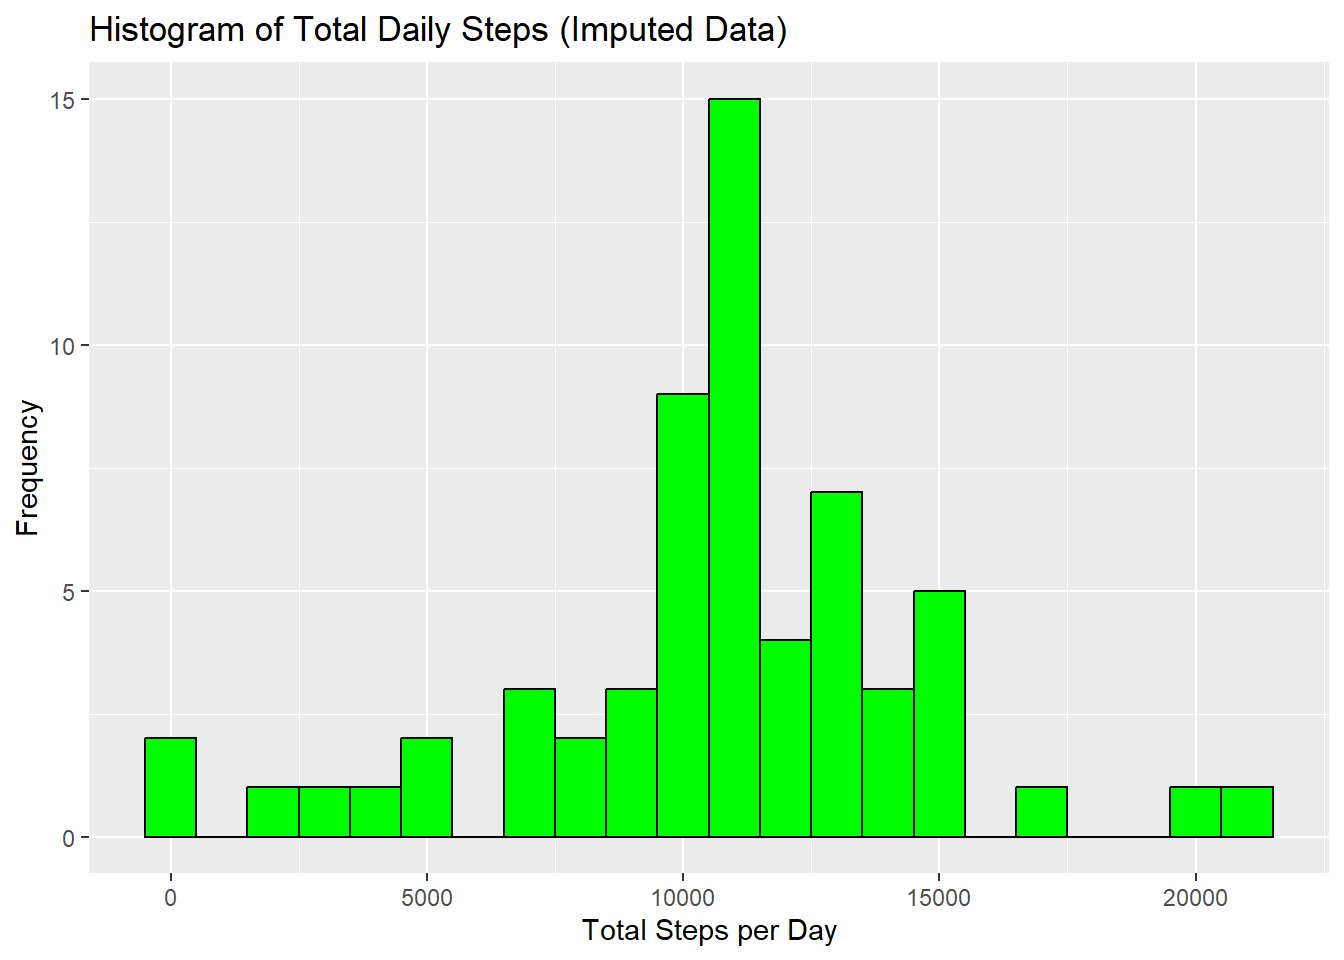 Histogram of Total Daily Steps (Imputed Data)
15
10
5
0
Frequency
0 5000 10000 15000 20000
Total Steps per Day